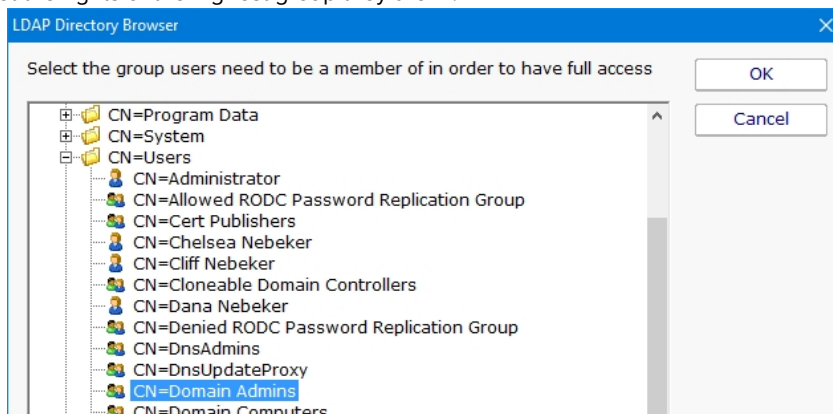 LDAP Directory Browser
Select the group users need to be a member of in order to have full access
OK
Cancel
CN=Program Data
CN=System
CN=Users
CN=Administrator
CN=Allowed RODC Password Replication Group
CN=Cert Publishers
CN=Chelsea Nebeker
CN=Cliff Nebeker
CN=Cloneable Domain Controllers
CN=Dana Nebeker
CN=Denied RODC Password Replication Group
CN=DnsAdmins
CN=DnsUpdateProxy
CN=Domain Admins
CN=Domain Computers